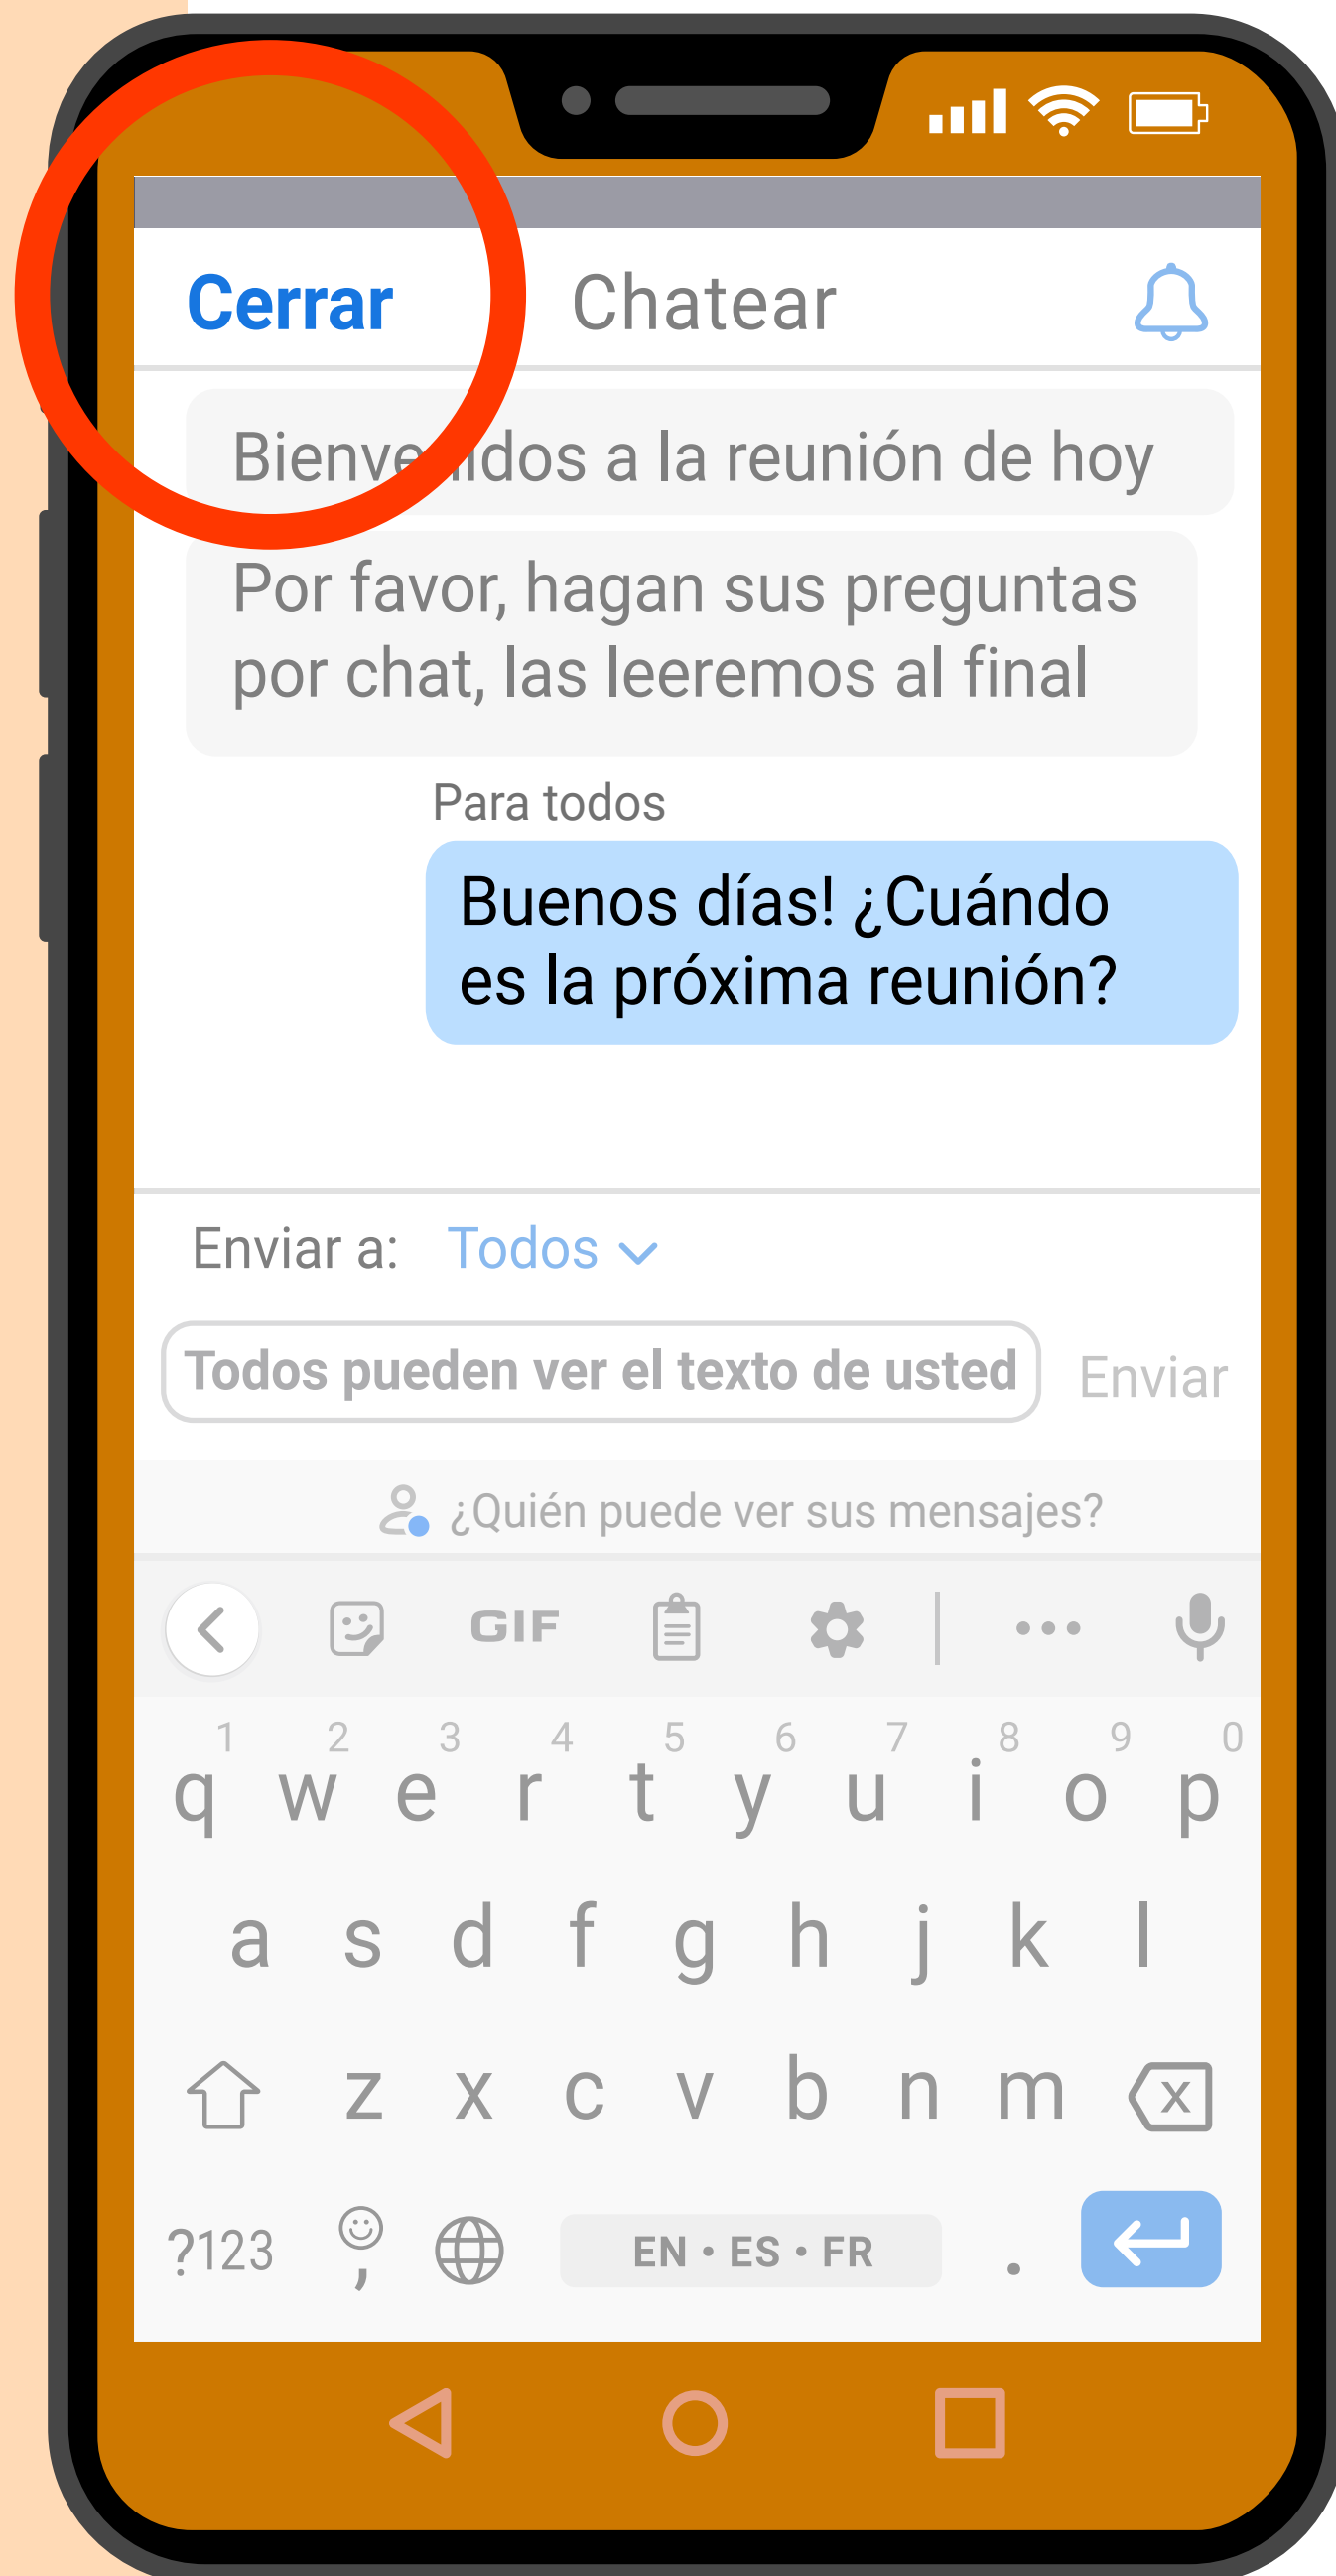 Cerrar Chatear
Bienvenidos a la reunión de hoy
Por favor, hagan sus preguntas
por chat, las leeremos al final
Para todos
Buenos días! ¿Cuándo
es la próxima reunión?
Enviar a: Todos
Todos pueden ver el texto de usted Enviar
¿Quién puede ver sus mensajes?
GIF
1 2 3 4 5 6 7 8 9 0
q w e r t y u i o p
a s d f g h j k l
z x c v b n m x
?123 , EN • ES • FR .